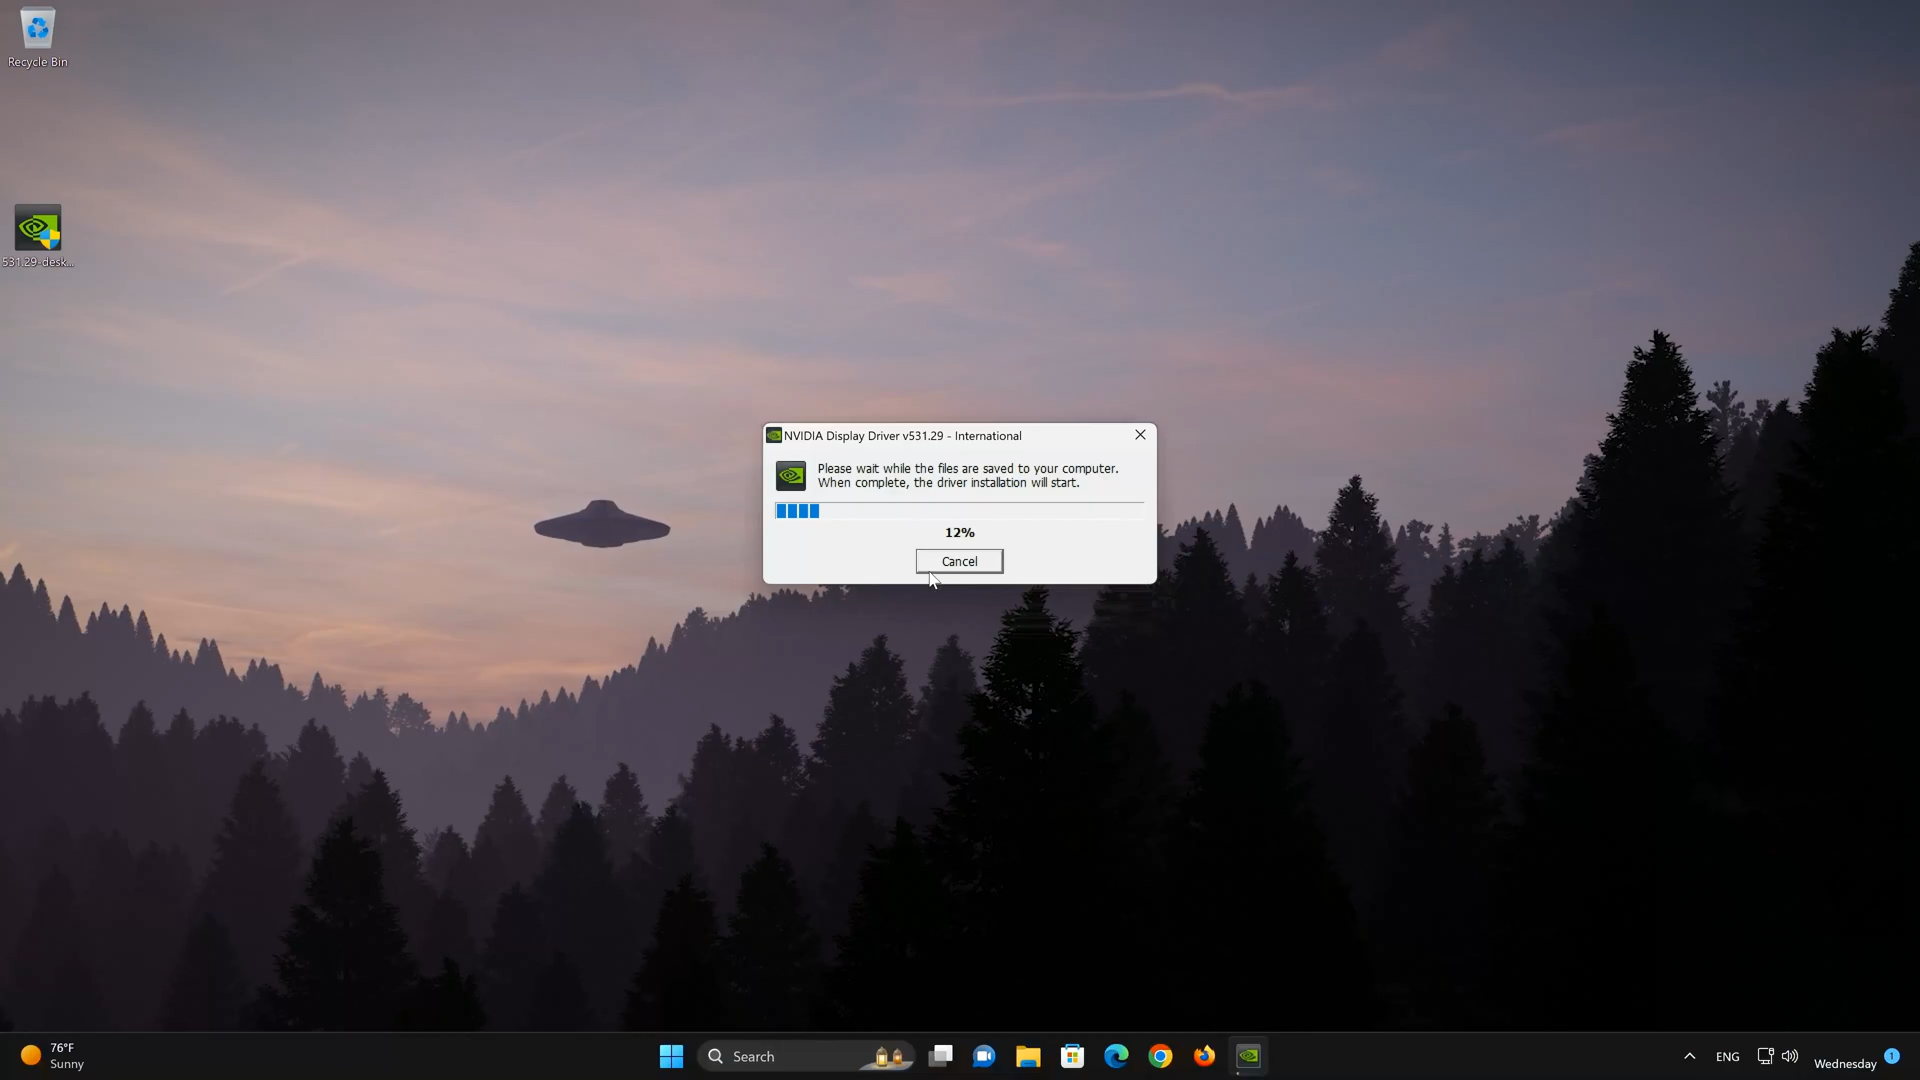 Recycle Bin
531.29-desk...
NVIDIA Display Driver v531.29 - International
Please wait while the files are saved to your computer.
When complete, the driver installation will start.
12%
Cancel
76°F
Sunny
Search
ENG
Wednesday
1